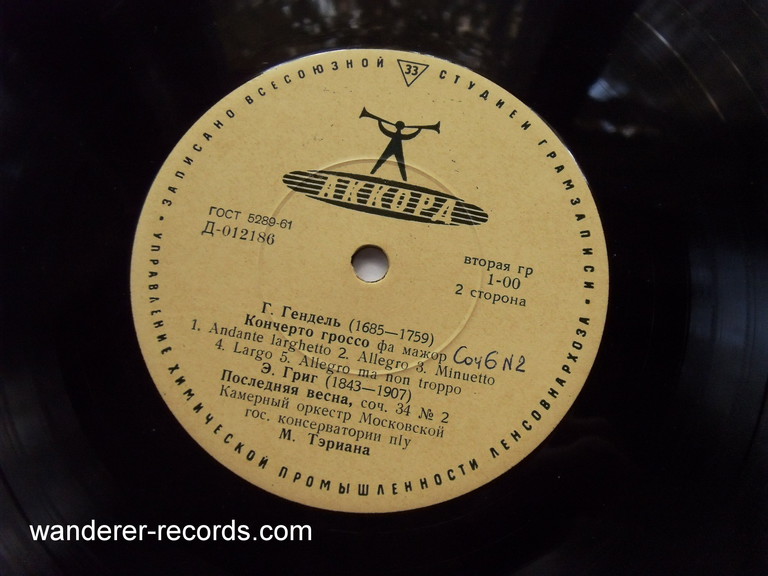 • ЗАПИСАНО ВСЕСОЮЗНОЙ 33 СТУДИЕЙ ГРАМЗАПИСИ •
УПРАВЛЕНИЕ ХИМИЧЕСКОЙ ПРОМЫШЛЕННОСТИ ЛЕНСОВНАРХОЗА
АККОРД
ГОСТ 5289-61
Д-012186
вторая гр
1-00
2 сторона
Г. Гендель (1685—1759)
Кончерто гроссо фа мажор Соч 6 N2
1. Andante larghetto 2. Allegro 3. Minuetto
4. Largo 5. Allegro ma non troppo
Э. Григ (1843—1907)
Последняя весна, соч. 34 № 2
Камерный оркестр Московской
гос. консерватории п/у
М. Тэриана
wanderer-records.com